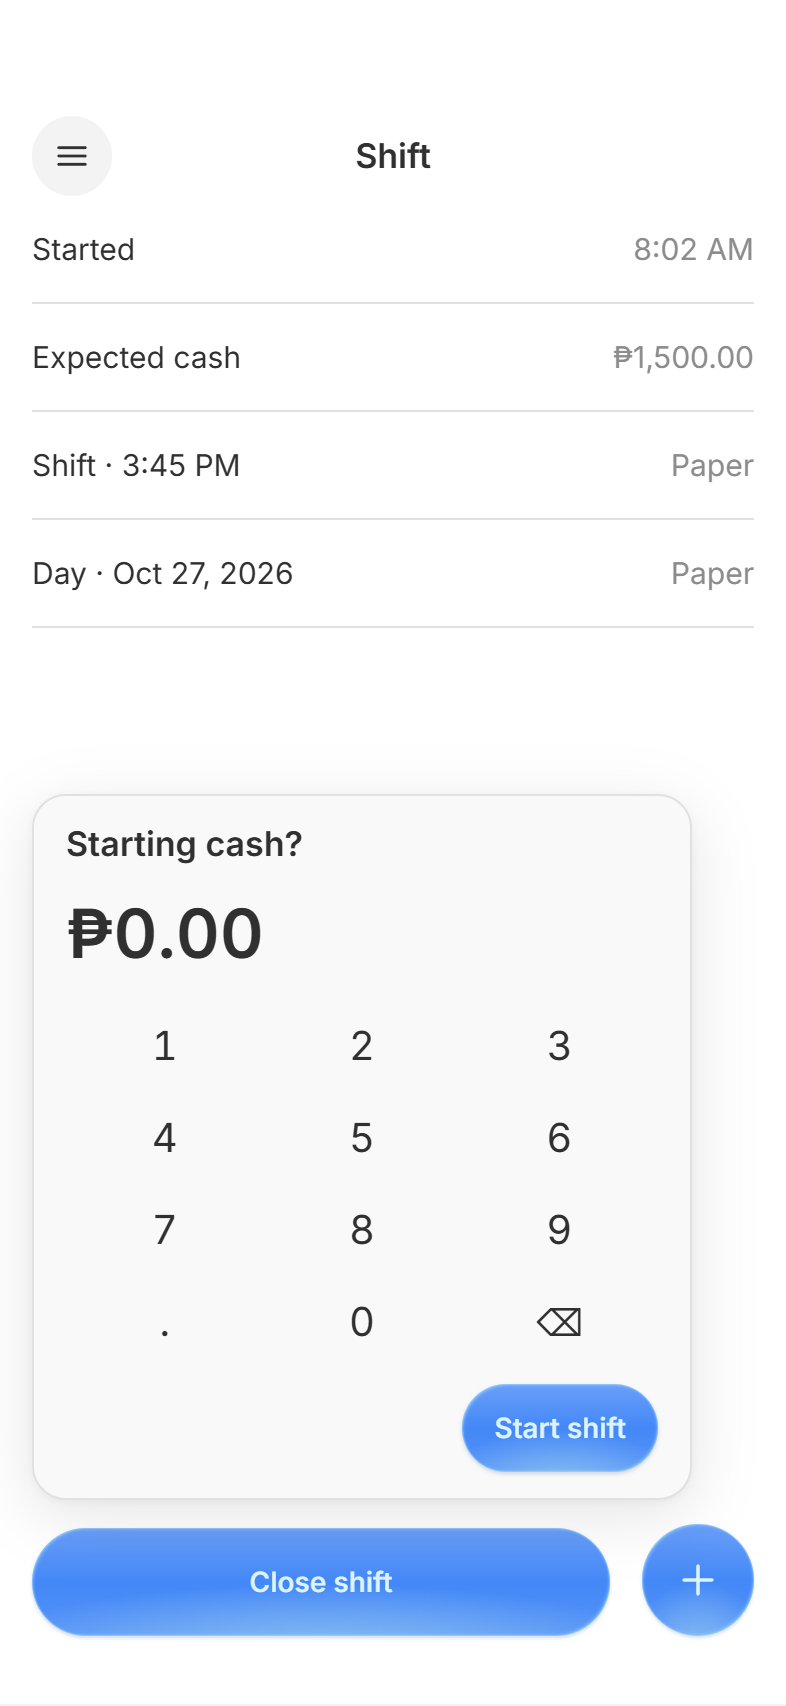 Shift
Started 8:02 AM
Expected cash ₱1,500.00
Shift · 3:45 PM Paper
Day · Oct 27, 2026 Paper
Starting cash?
₱0.00
1 2 3
4 5 6
7 8 9
. 0 ⌫
Start shift
Close shift